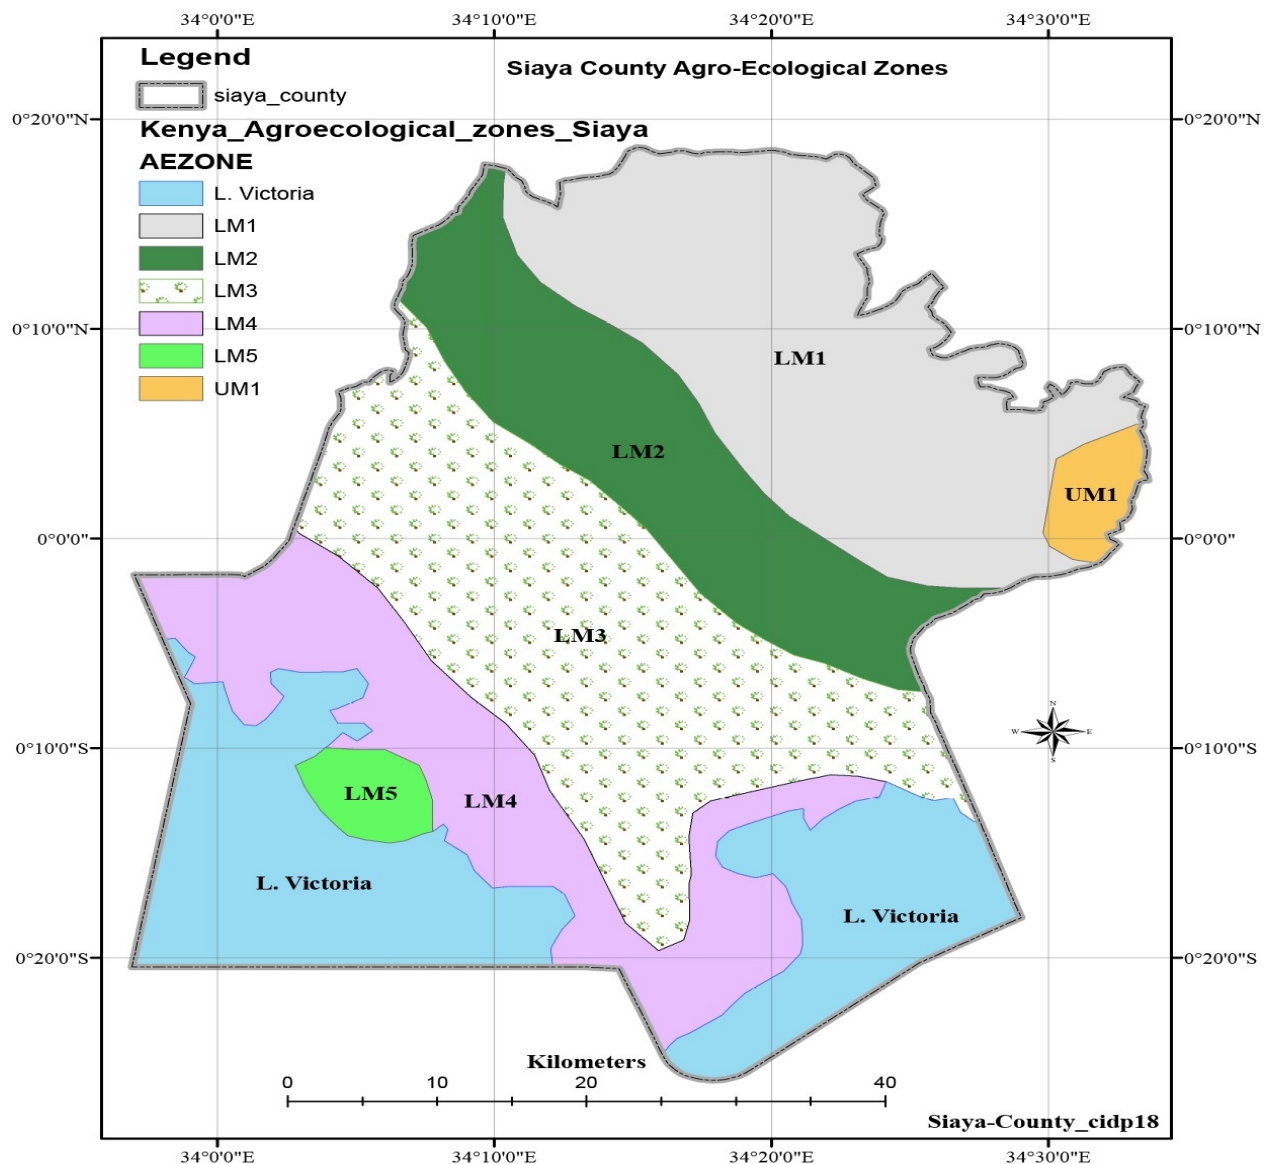 34°0'0"E 34°10'0"E 34°20'0"E 34°30'0"E
Legend
Siaya County Agro-Ecological Zones
siaya_county
0°20'0"N 0°20'0"N
Kenya_Agroecological_zones_Siaya
AEZONE
L. Victoria
LM1
LM2
LM3
LM4
LM5
UM1
0°10'0"N 0°10'0"N
LM1
LM2
UM1
0°0'0" 0°0'0"
LM3
N
W E
S
0°10'0"S 0°10'0"S
LM5
LM4
L. Victoria
L. Victoria
0°20'0"S 0°20'0"S
Kilometers
0 10 20 40
Siaya-County_cidp18
34°0'0"E 34°10'0"E 34°20'0"E 34°30'0"E